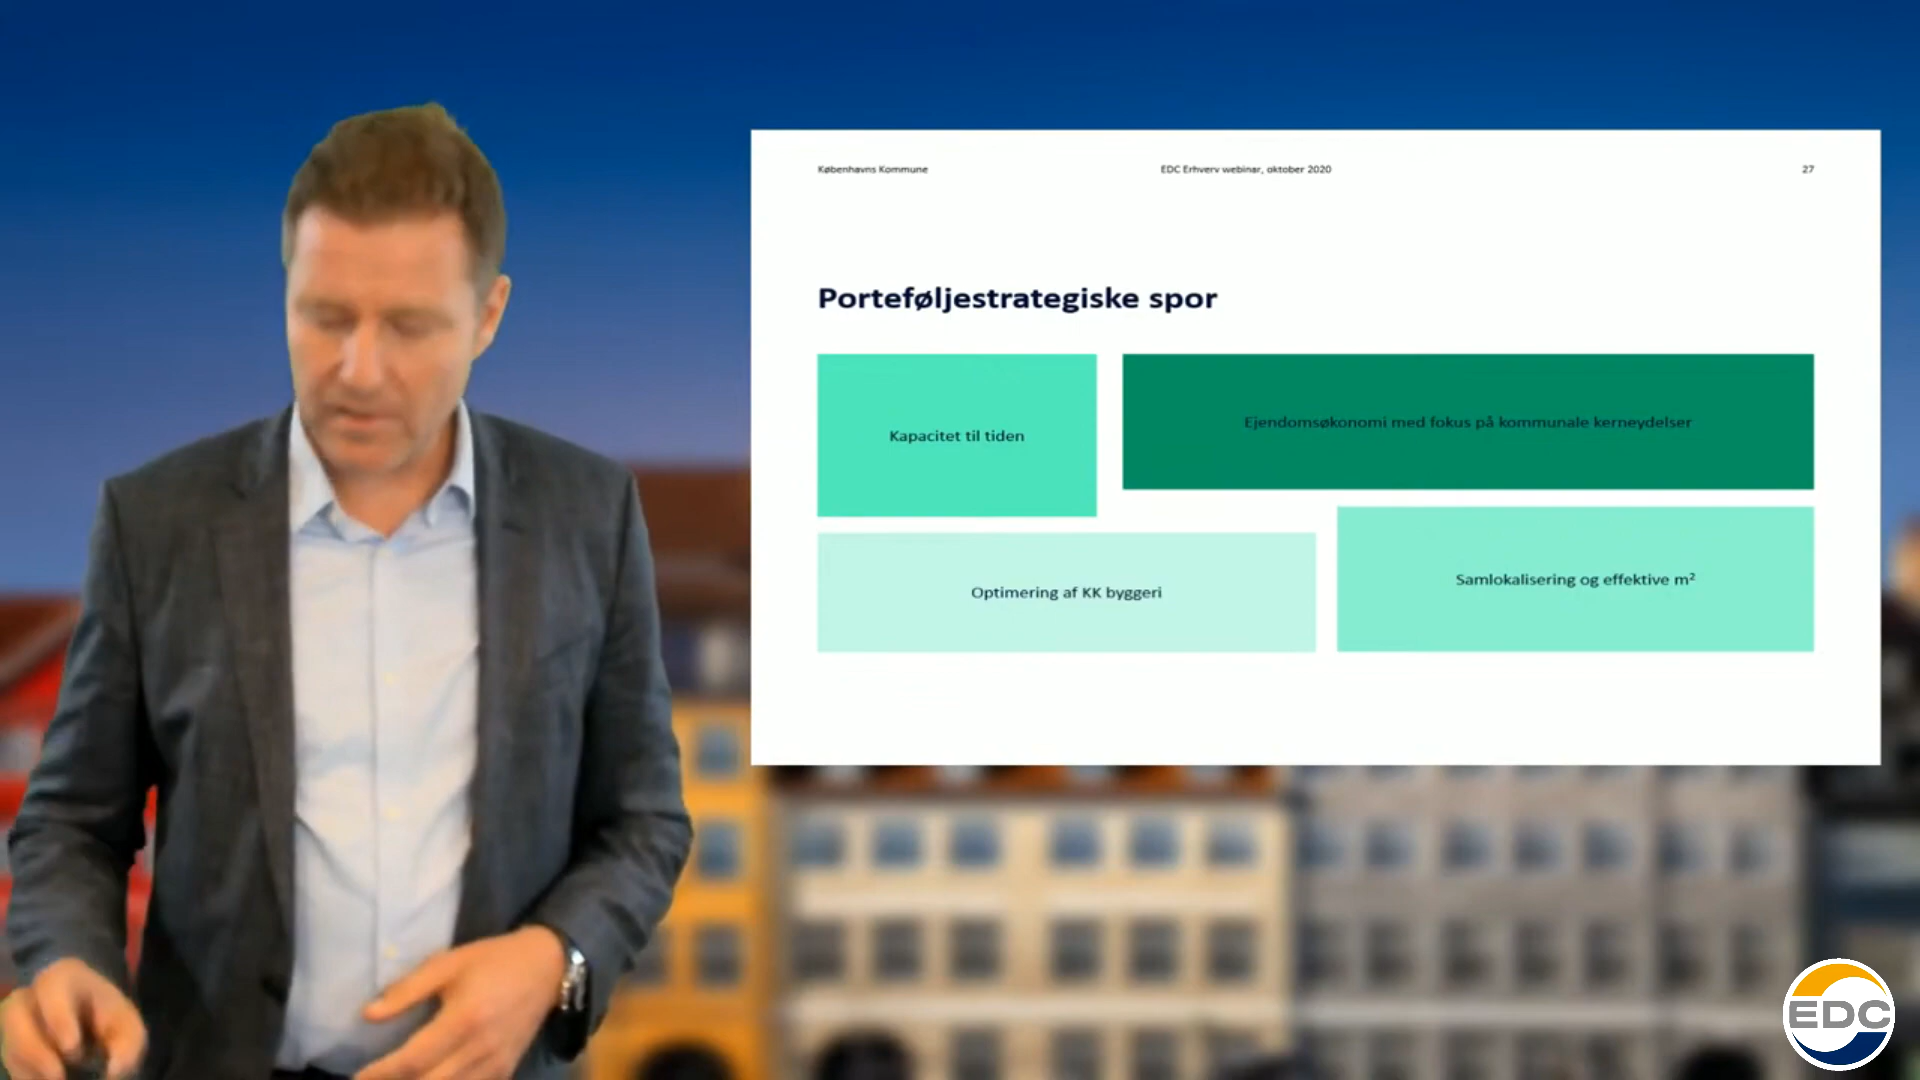 Københavns Kommune
EDC Erhverv webinar, oktober 2020
27
Porteføljestrategiske spor
Kapacitet til tiden
Ejendomsøkonomi med fokus på kommunale kerneydelser
Optimering af KK byggeri
Samlokalisering og effektive m²
EDC